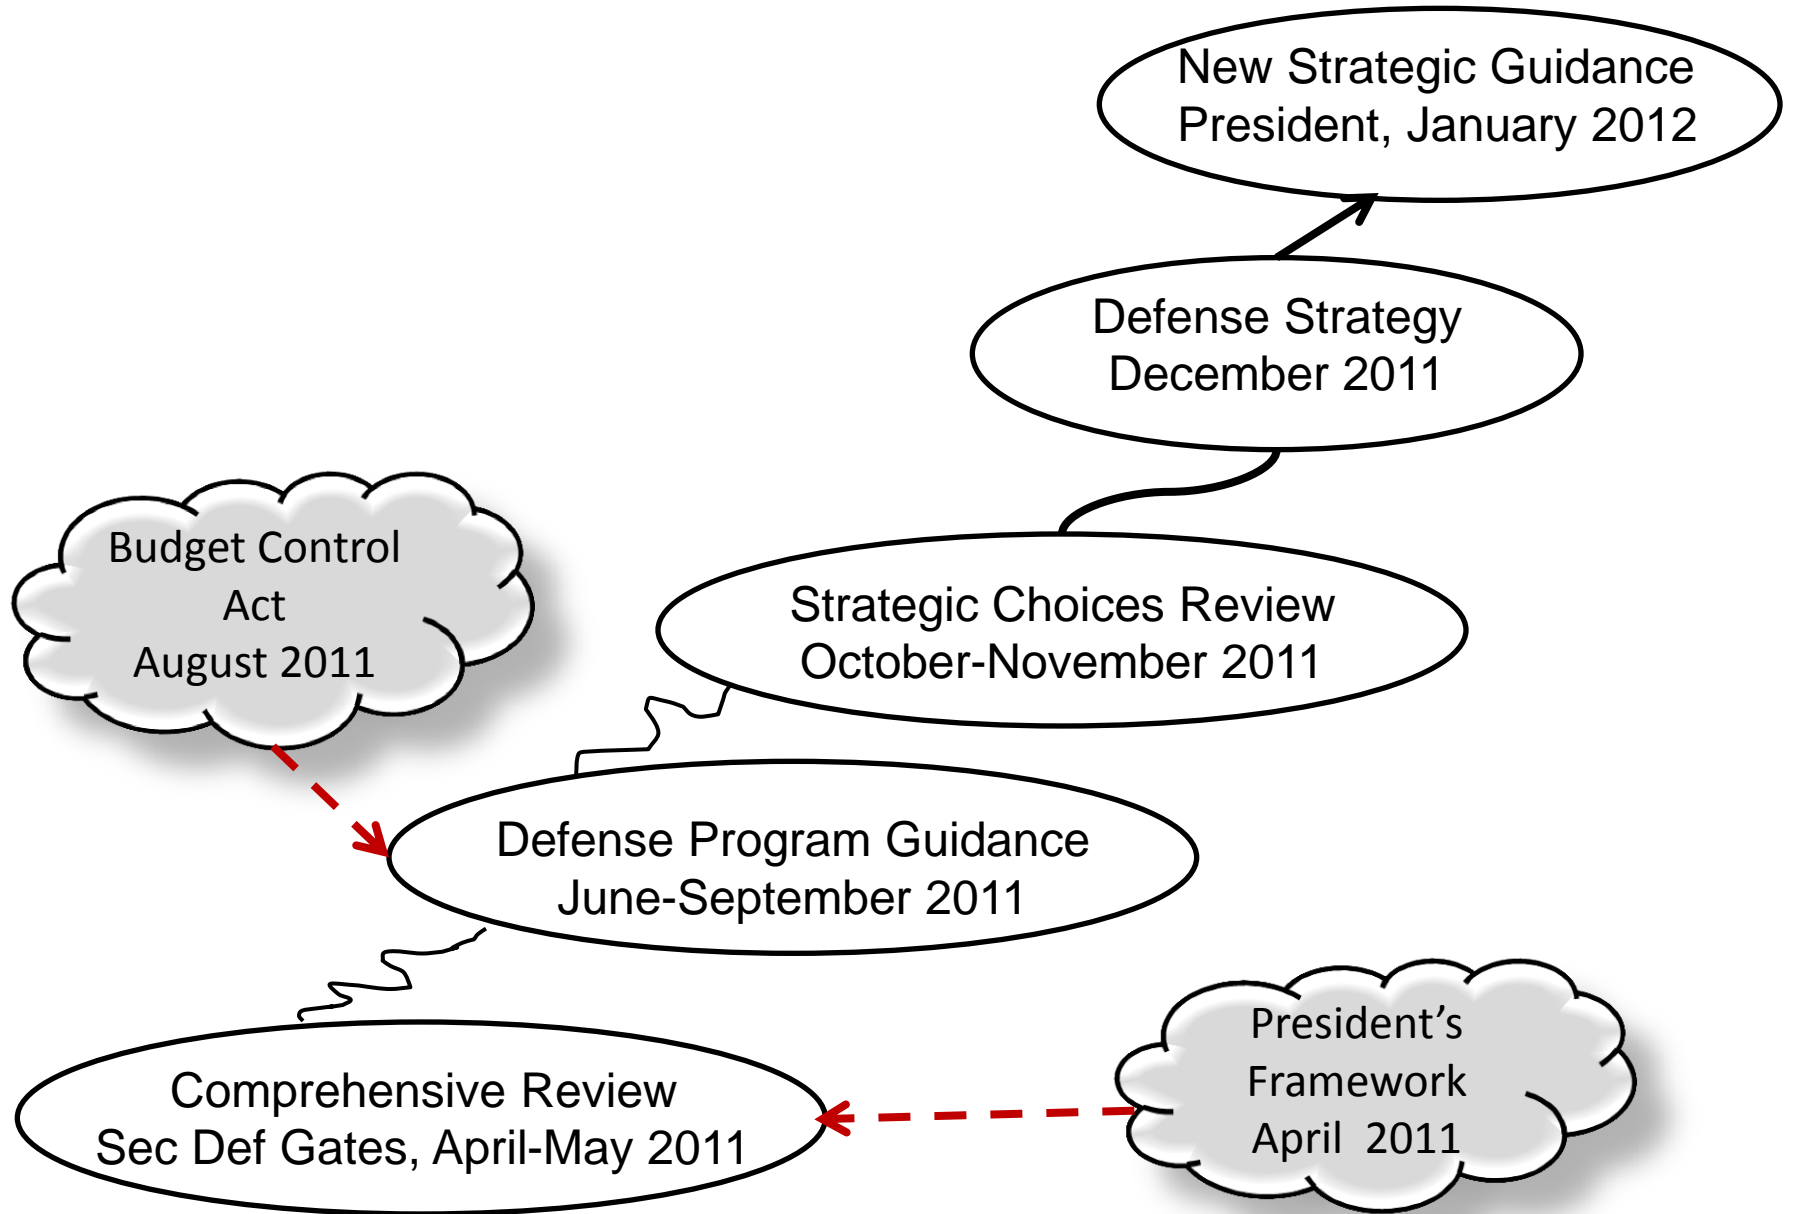 New Strategic Guidance
President, January 2012
Defense Strategy
December 2011
Budget Control
Act
August 2011
Strategic Choices Review
October-November 2011
Defense Program Guidance
June-September 2011
President’s
Framework
April 2011
Comprehensive Review
Sec Def Gates, April-May 2011